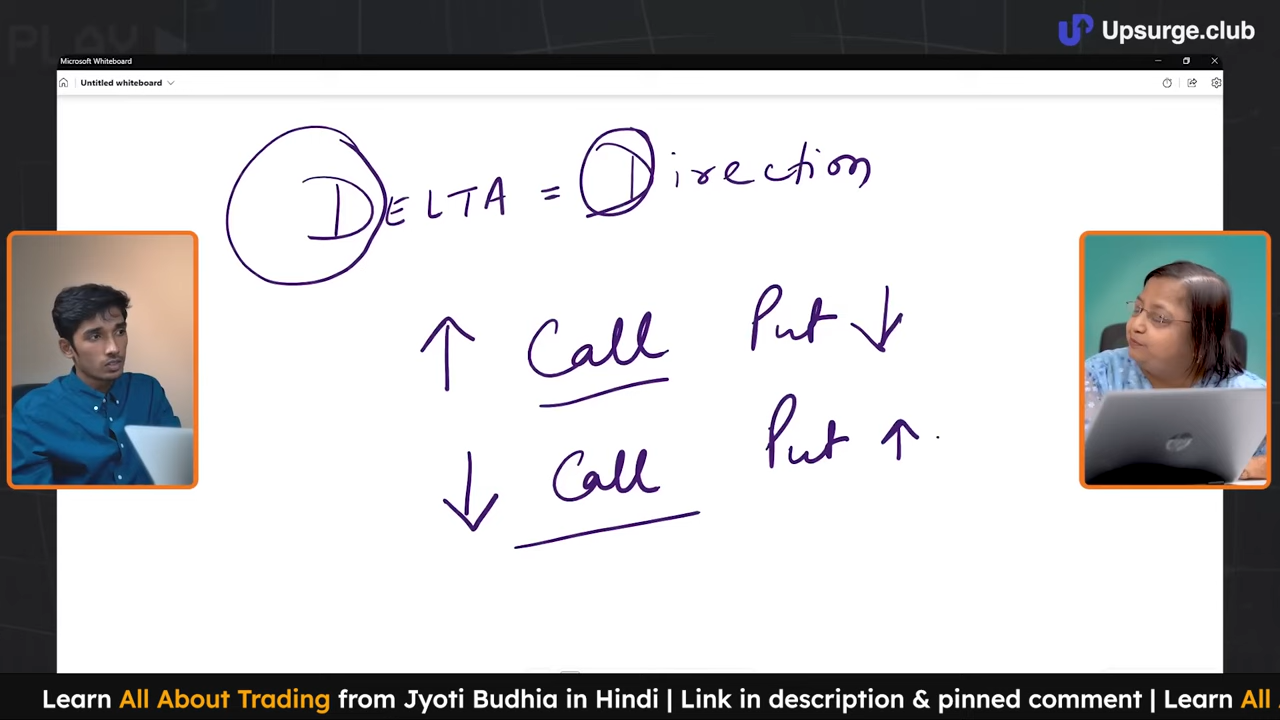 PLAY
Upsurge.club
Microsoft Whiteboard
Untitled whiteboard
DELTA = Direction
↑ Call Put ↓
↓ Call Put ↑
Learn All About Trading from Jyoti Budhia in Hindi | Link in description & pinned comment | Learn All